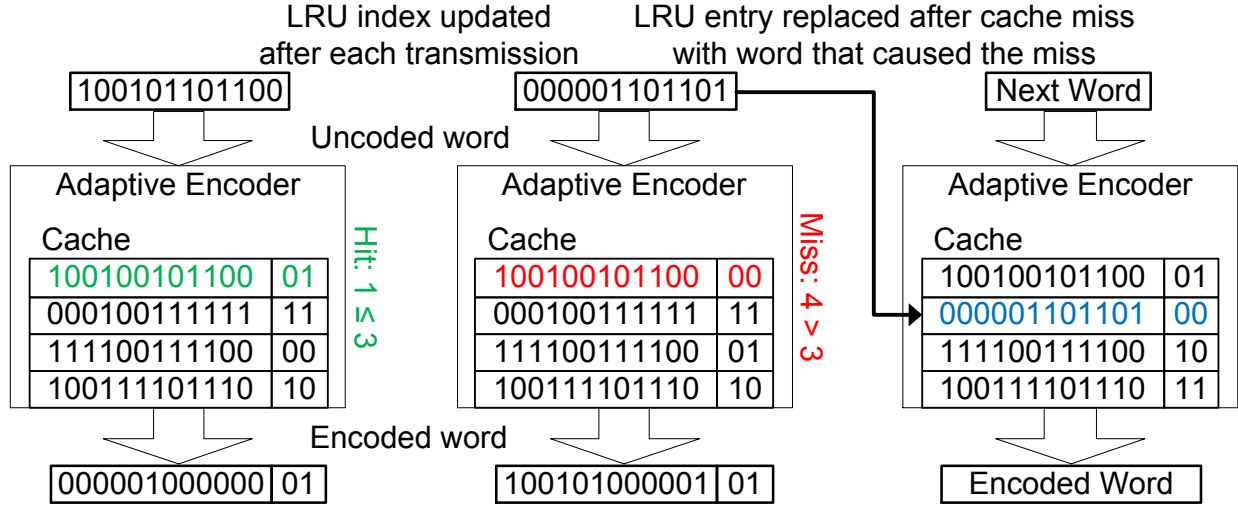 LRU index updated
after each transmission
LRU entry replaced after cache miss
with word that caused the miss
100101101100
000001101101
Next Word
Uncoded word
Adaptive Encoder
Cache
100100101100 01
000100111111 11
111100111100 00
100111101110 10
Hit: 1 ≤ 3
Adaptive Encoder
Cache
100100101100 00
000100111111 11
111100111100 01
100111101110 10
Miss: 4 > 3
Adaptive Encoder
Cache
100100101100 01
000001101101 00
111100111100 10
100111101110 11
Encoded word
000001000000 01
100101000001 01
Encoded Word